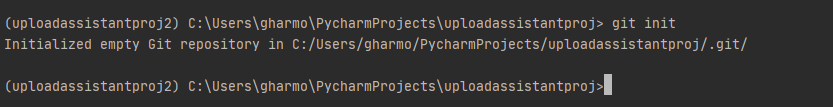 (uploadassistantproj2) C:\Users\gharmo\PycharmProjects\uploadassistantproj> git init
Initialized empty Git repository in C:/Users/gharmo/PycharmProjects/uploadassistantproj/.git/
(uploadassistantproj2) C:\Users\gharmo\PycharmProjects\uploadassistantproj>